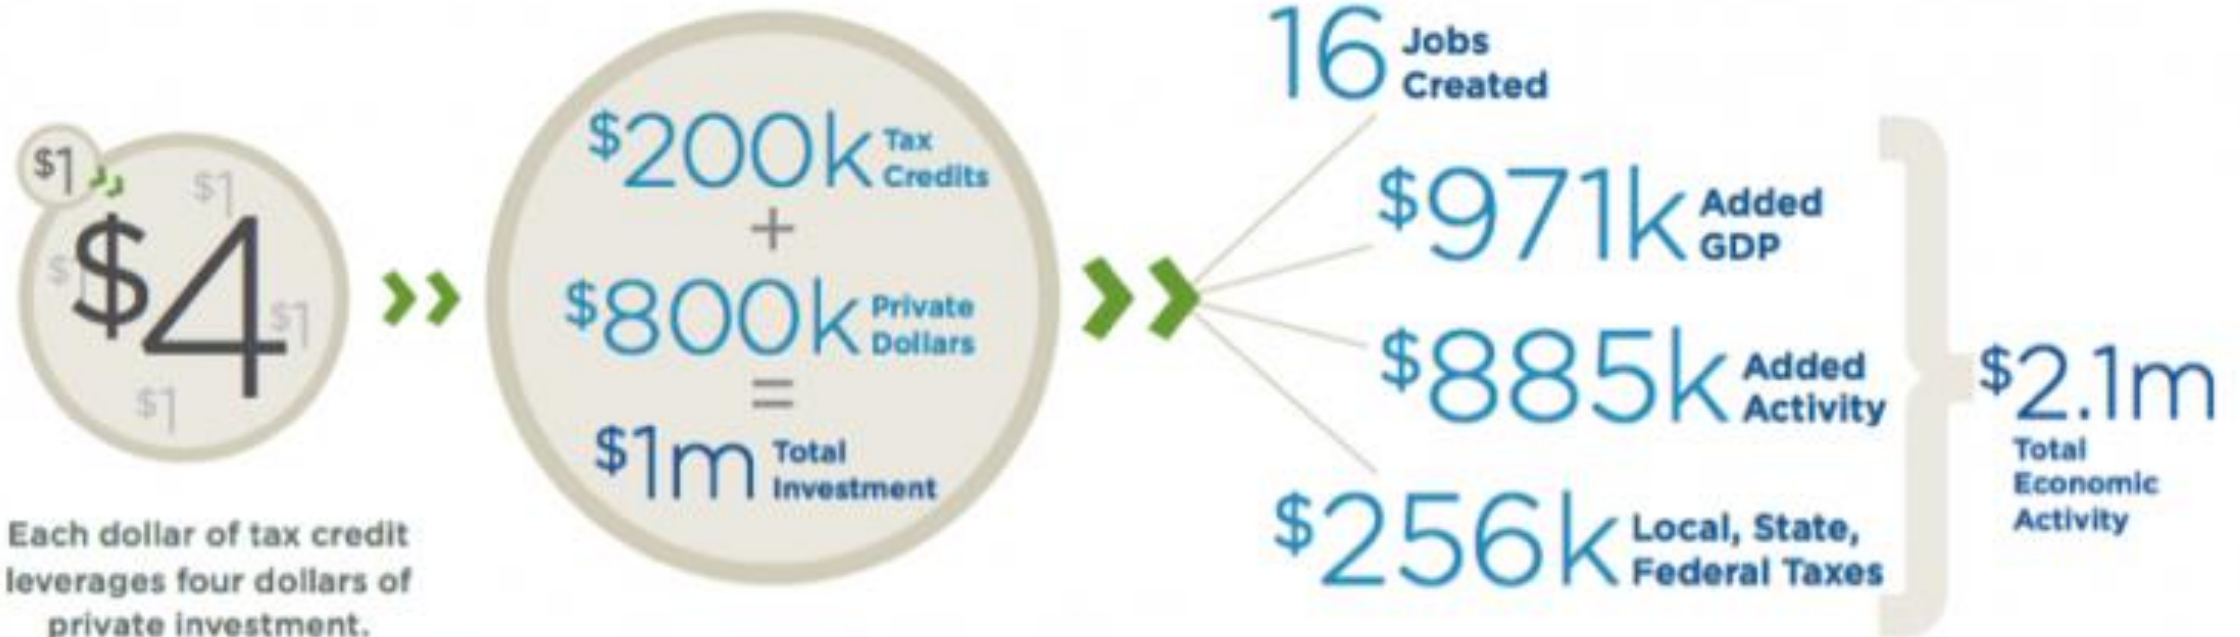 $1
$1
$4
$1
$1
$1
Each dollar of tax credit
leverages four dollars of
private investment.
$200k Tax
Credits
+
$800k Private
Dollars
=
$1m Total
Investment
16 Jobs
Created
$971k Added
GDP
$885k Added
Activity
$256k Local, State,
Federal Taxes
$2.1m
Total
Economic
Activity